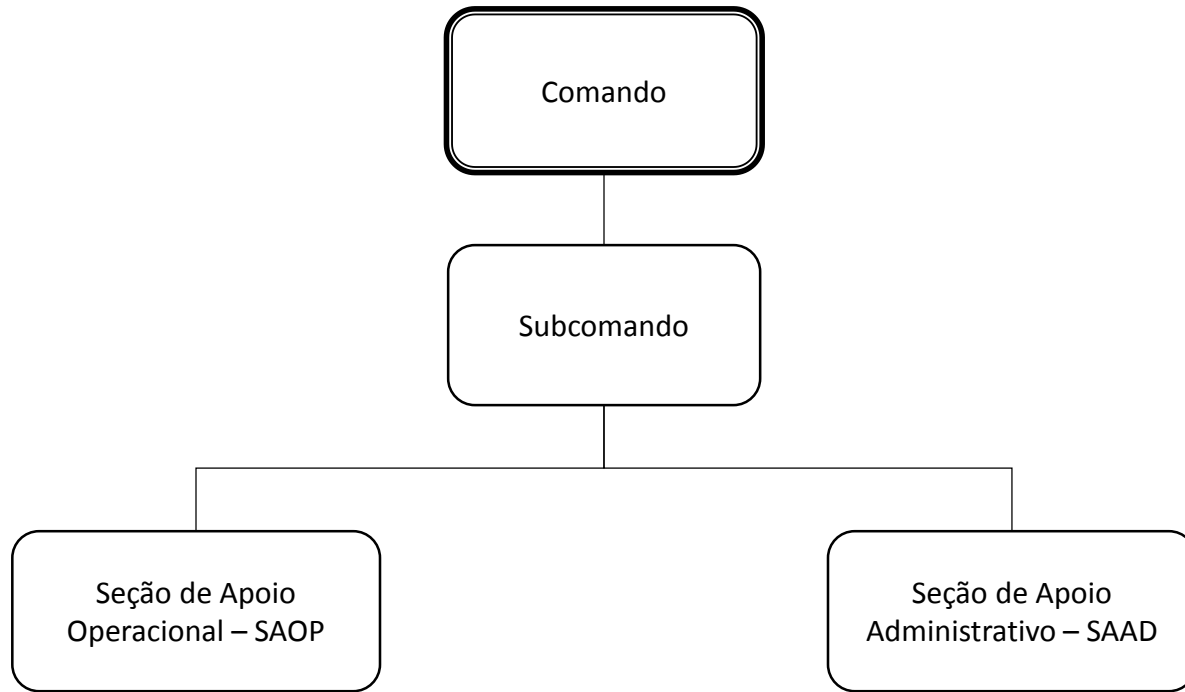 Comando
Subcomando
Seção de Apoio
Operacional – SAOP
Seção de Apoio
Administrativo – SAAD